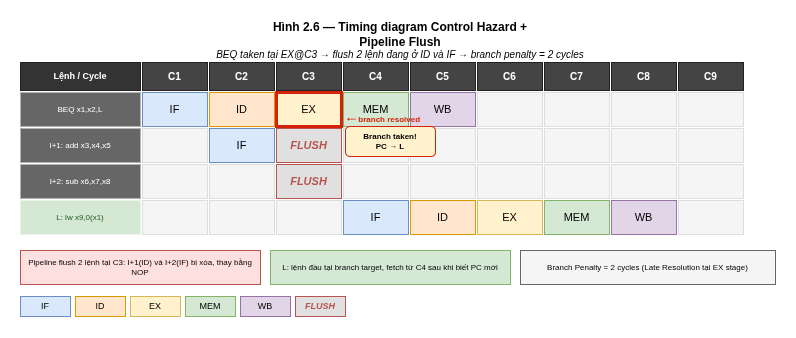 Hình 2.6 — Timing diagram Control Hazard +
Pipeline Flush
BEQ taken tại EX@C3 → flush 2 lệnh đang ở ID và IF → branch penalty = 2 cycles
Lệnh / Cycle C1 C2 C3 C4 C5 C6 C7 C8 C9
BEQ x1,x2,L IF ID EX MEM WB
← branch resolved
I+1: add x3,x4,x5 IF FLUSH
Branch taken!
PC → L
I+2: sub x6,x7,x8 FLUSH
L: lw x9,0(x1) IF ID EX MEM WB
Pipeline flush 2 lệnh tại C3: I+1(ID) và I+2(IF) bị xóa, thay bằng
NOP
L: lệnh đầu tại branch target, fetch từ C4 sau khi biết PC mới
Branch Penalty = 2 cycles (Late Resolution tại EX stage)
IF ID EX MEM WB FLUSH